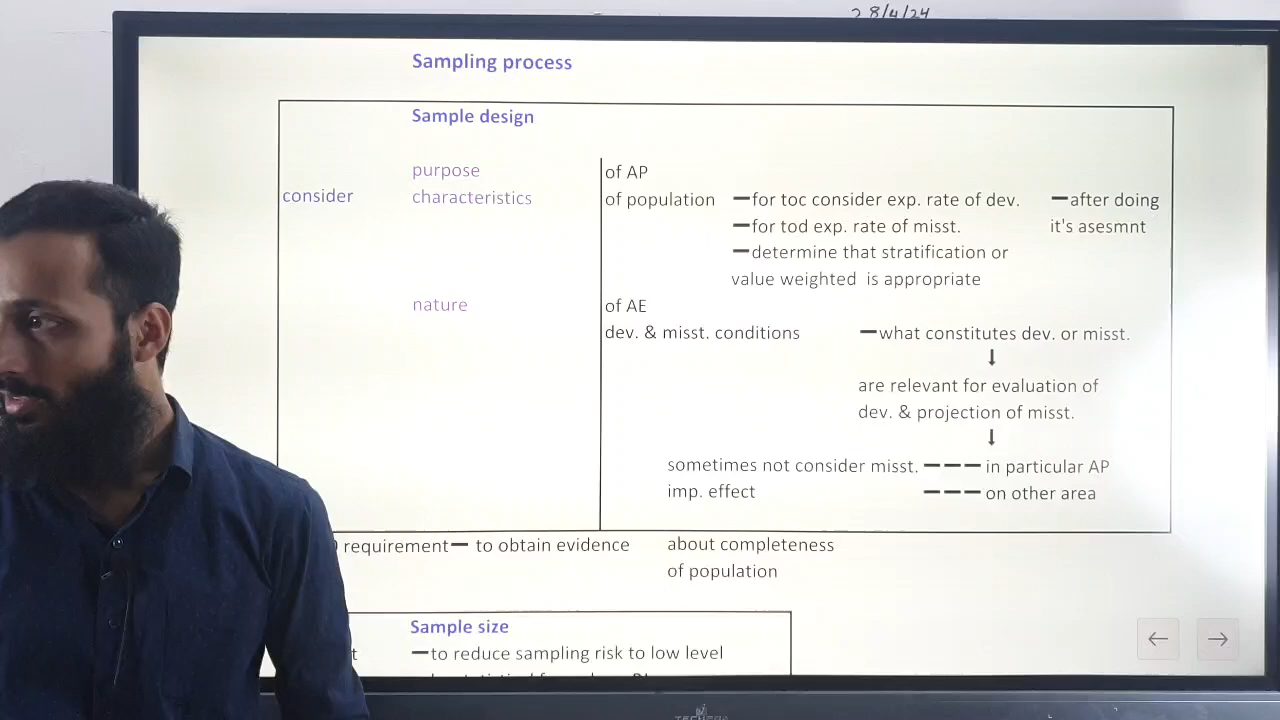 28/4/24
Sampling process
Sample design
purpose of AP
consider characteristics of population —for toc consider exp. rate of dev. —after doing
—for tod exp. rate of misst. it's asesmnt
—determine that stratification or
value weighted is appropriate
nature of AE
dev. & misst. conditions —what constitutes dev. or misst.
↓
are relevant for evaluation of
dev. & projection of misst.
↓
sometimes not consider misst. ——— in particular AP
imp. effect ——— on other area
requirement— to obtain evidence about completeness
of population
Sample size
—to reduce sampling risk to low level